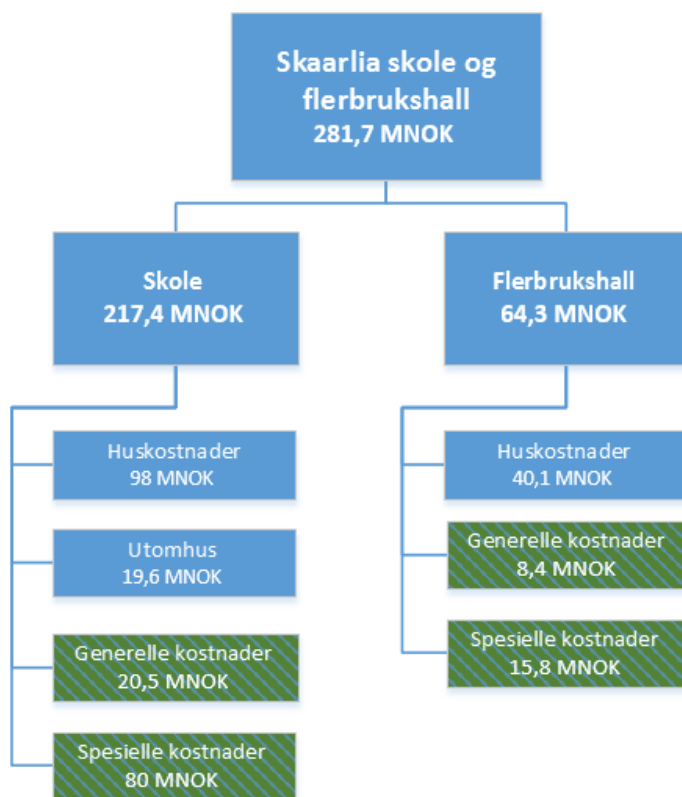 Skaarlia skole og
flerbrukshall
281,7 MNOK
Skole
217,4 MNOK
Flerbrukshall
64,3 MNOK
Huskostnader
98 MNOK
Utomhus
19,6 MNOK
Generelle kostnader
20,5 MNOK
Spesielle kostnader
80 MNOK
Huskostnader
40,1 MNOK
Generelle kostnader
8,4 MNOK
Spesielle kostnader
15,8 MNOK